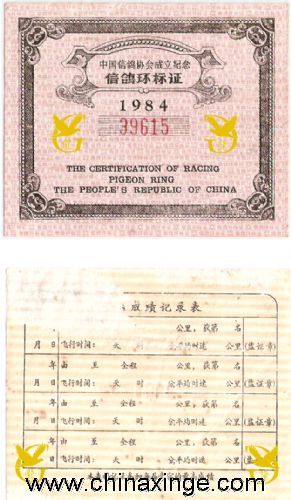 中国信鸽协会成立纪念
信鸽环标证
1984
39615
THE CERTIFICATION OF RACING
PIGEON RING
THE PEOPLE'S REPUBLIC OF CHINA
成绩记录表
公里，获第 名
月 日 飞行时间： 天 时 分平均时速 公里(监证章)
年 由 至 全程 公里，获第 名
月 日 飞行时间： 天 时 分平均时速 公里(监证章)
年 由 至 全程 公里，获第 名
月 日 飞行时间： 天 时 分平均时速 公里(监证章)
年 由 至 全程 公里，获第 名
月 日 飞行时间： 天 时 分平均时速 公里(监证章)
www.chinaxinge.com